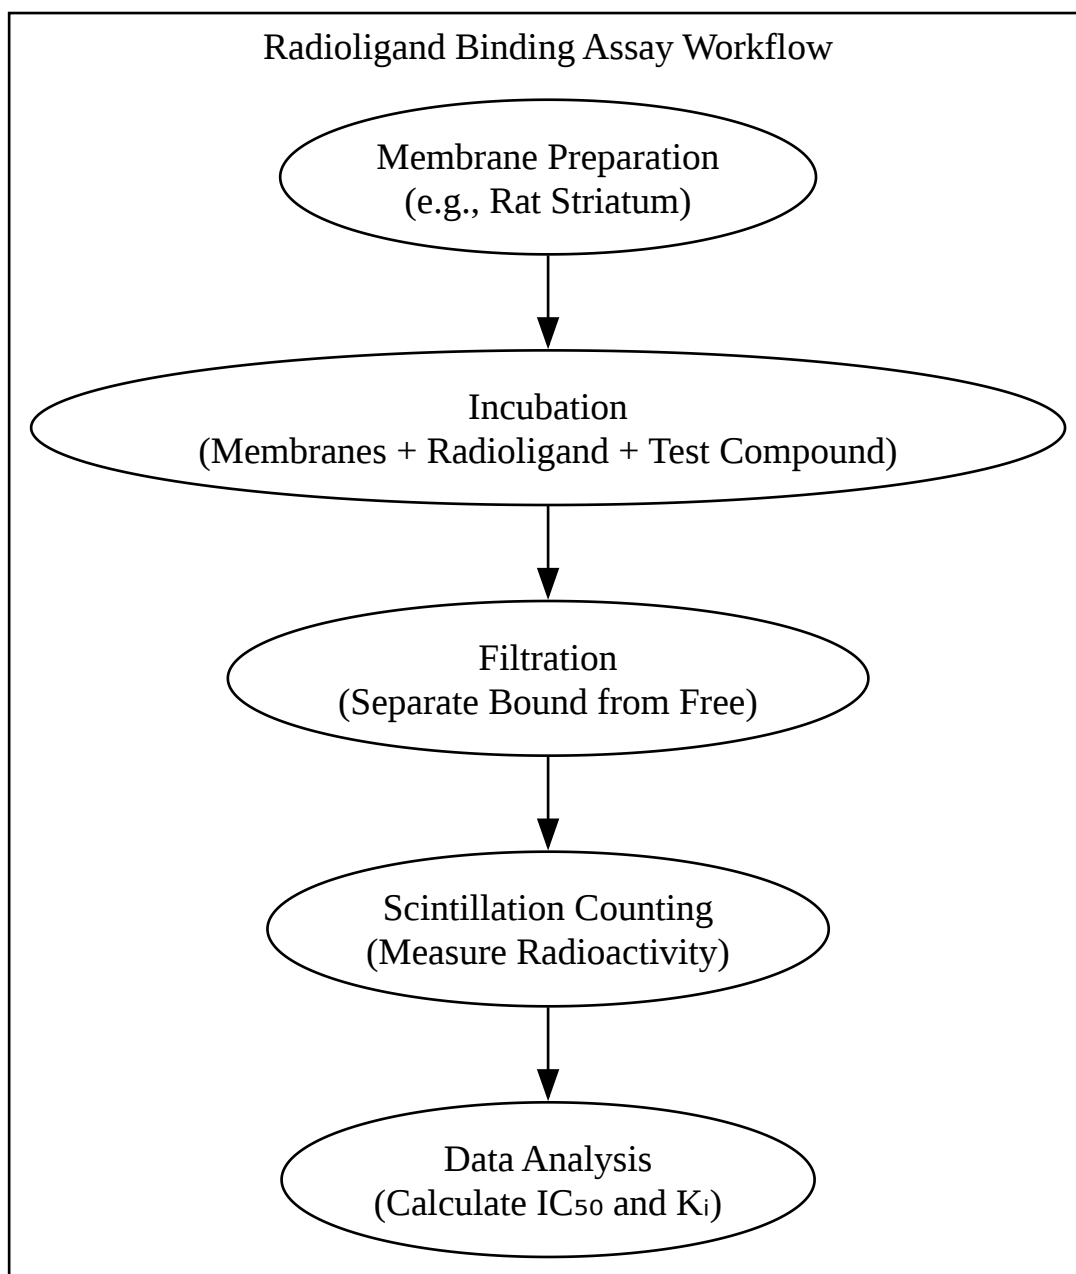 Radioligand Binding Assay Workflow
Membrane Preparation
(e.g., Rat Striatum)
Incubation
(Membranes + Radioligand + Test Compound)
Filtration
(Separate Bound from Free)
Scintillation Counting
(Measure Radioactivity)
Data Analysis
(Calculate IC₅₀ and Kᵢ)